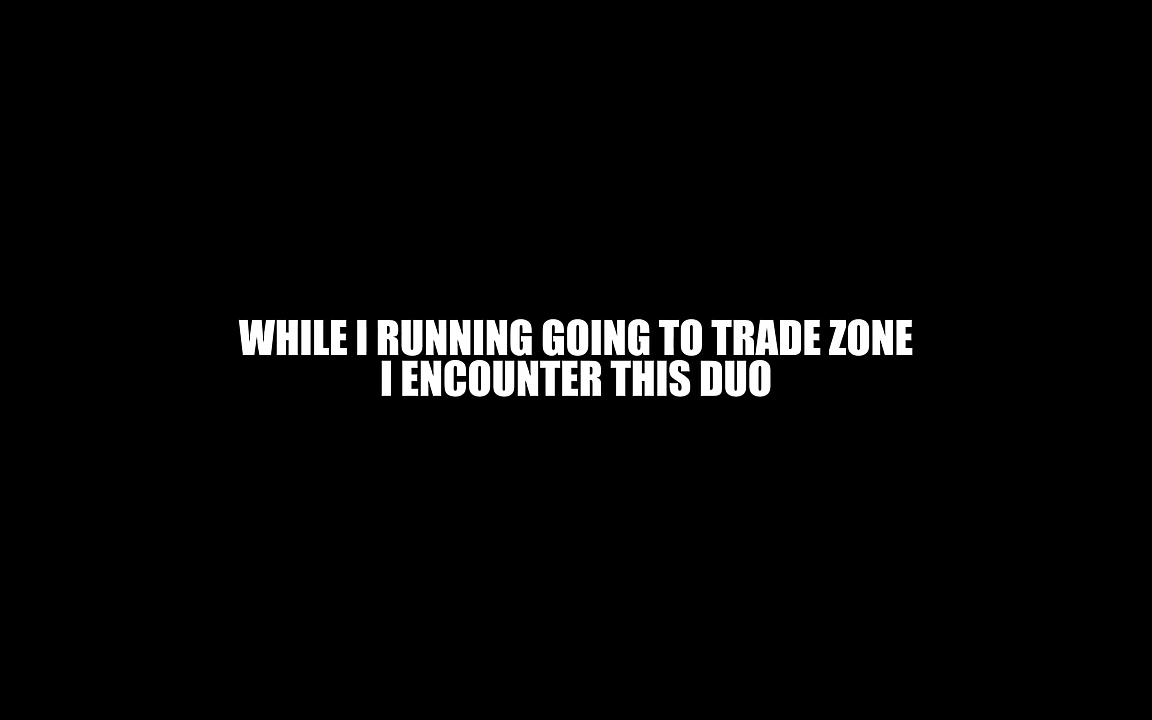 WHILE I RUNNING GOING TO TRADE ZONE
I ENCOUNTER THIS DUO